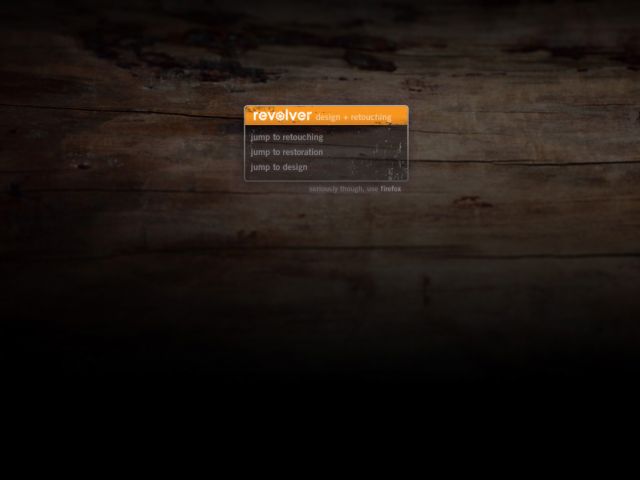 revolver design + retouching
jump to retouching
jump to restoration
jump to design
seriously though, use firefox